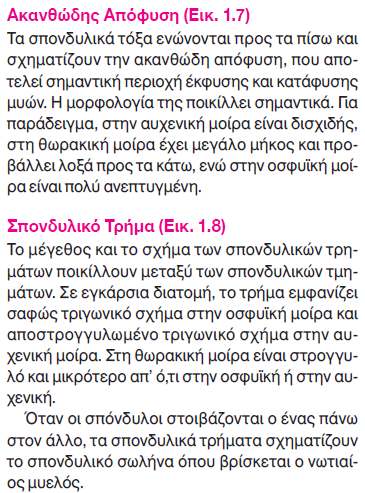 Ακανθώδης Απόφυση (Εικ. 1.7)
Τα σπονδυλικά τόξα ενώνονται προς τα πίσω και
σχηματίζουν την ακανθώδη απόφυση, που απο-
τελεί σημαντική περιοχή έκφυσης και κατάφυσης
μυών. Η μορφολογία της ποικίλλει σημαντικά. Για
παράδειγμα, στην αυχενική μοίρα είναι δισχιδής,
στη θωρακική μοίρα έχει μεγάλο μήκος και προ-
βάλλει λοξά προς τα κάτω, ενώ στην οσφυϊκή μοί-
ρα είναι πολύ ανεπτυγμένη.
Σπονδυλικό Τρήμα (Εικ. 1.8)
Το μέγεθος και το σχήμα των σπονδυλικών τρη-
μάτων ποικίλλουν μεταξύ των σπονδυλικών τμη-
μάτων. Σε εγκάρσια διατομή, το τρήμα εμφανίζει
σαφώς τριγωνικό σχήμα στην οσφυϊκή μοίρα και
αποστρογγυλωμένο τριγωνικό σχήμα στην αυ-
χενική μοίρα. Στη θωρακική μοίρα είναι στρογγυ-
λό και μικρότερο απ' ό,τι στην οσφυϊκή ή στην αυ-
χενική.
Όταν οι σπόνδυλοι στοιβάζονται ο ένας πάνω
στον άλλο, τα σπονδυλικά τρήματα σχηματίζουν
το σπονδυλικό σωλήνα όπου βρίσκεται ο νωτιαί-
ος μυελός.